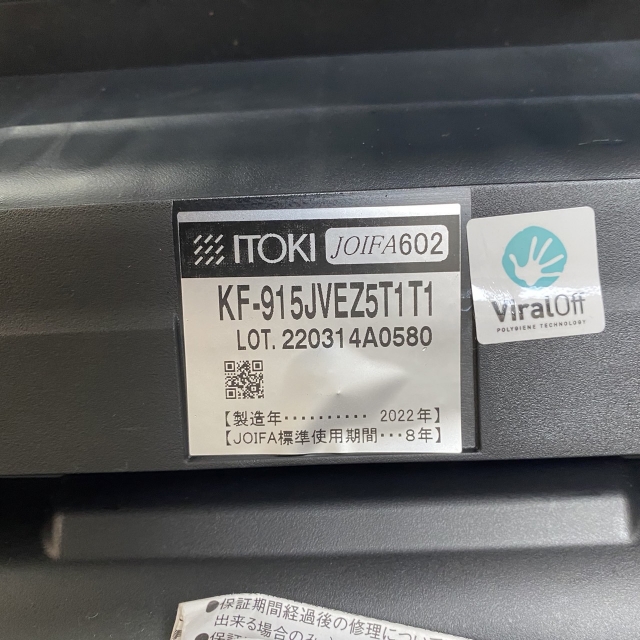 ITOKI JOIFA602
KF-915JVEZ5T1T1
LOT. 220314A0580
【製造年・・・・・・・・・・ 2022年】
【JOIFA標準使用期間・・・8年】
ViralOff
POLYGIENE TECHNOLOGY
●保証期間経過後の修理につい
出来る場合のみ